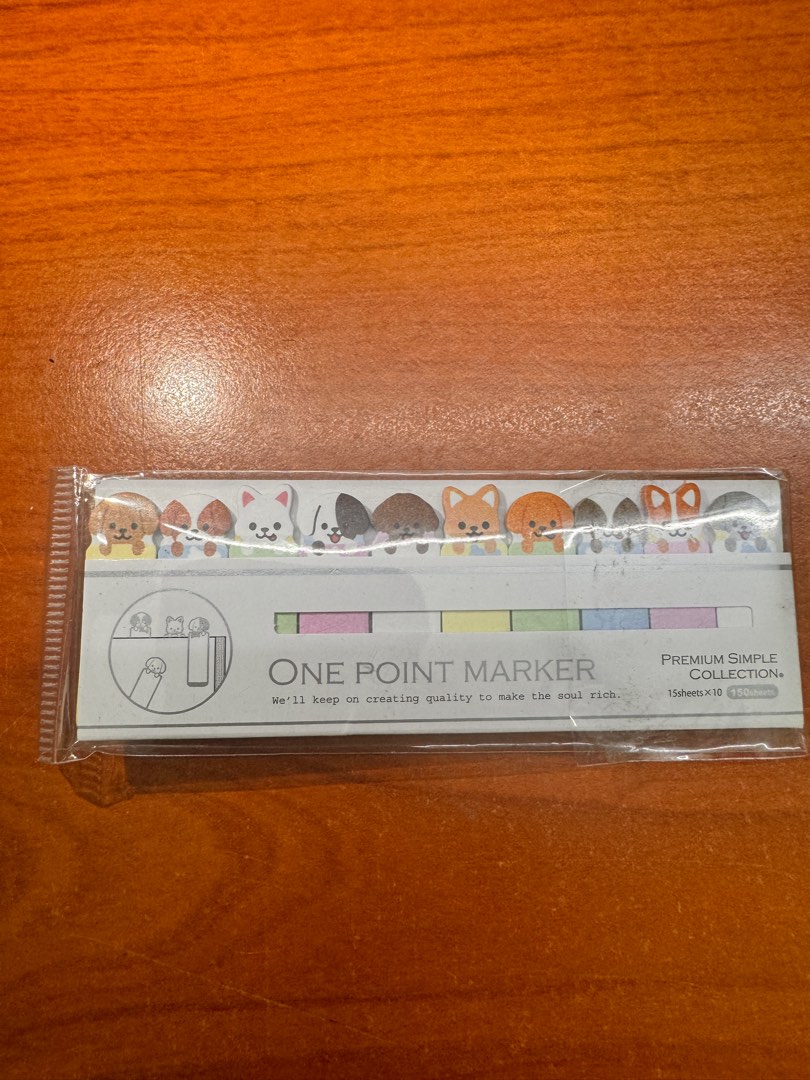 ONE POINT MARKER
We'll keep on creating quality to make the soul rich.
PREMIUM SIMPLE
COLLECTION.
15sheets×10 150sheets